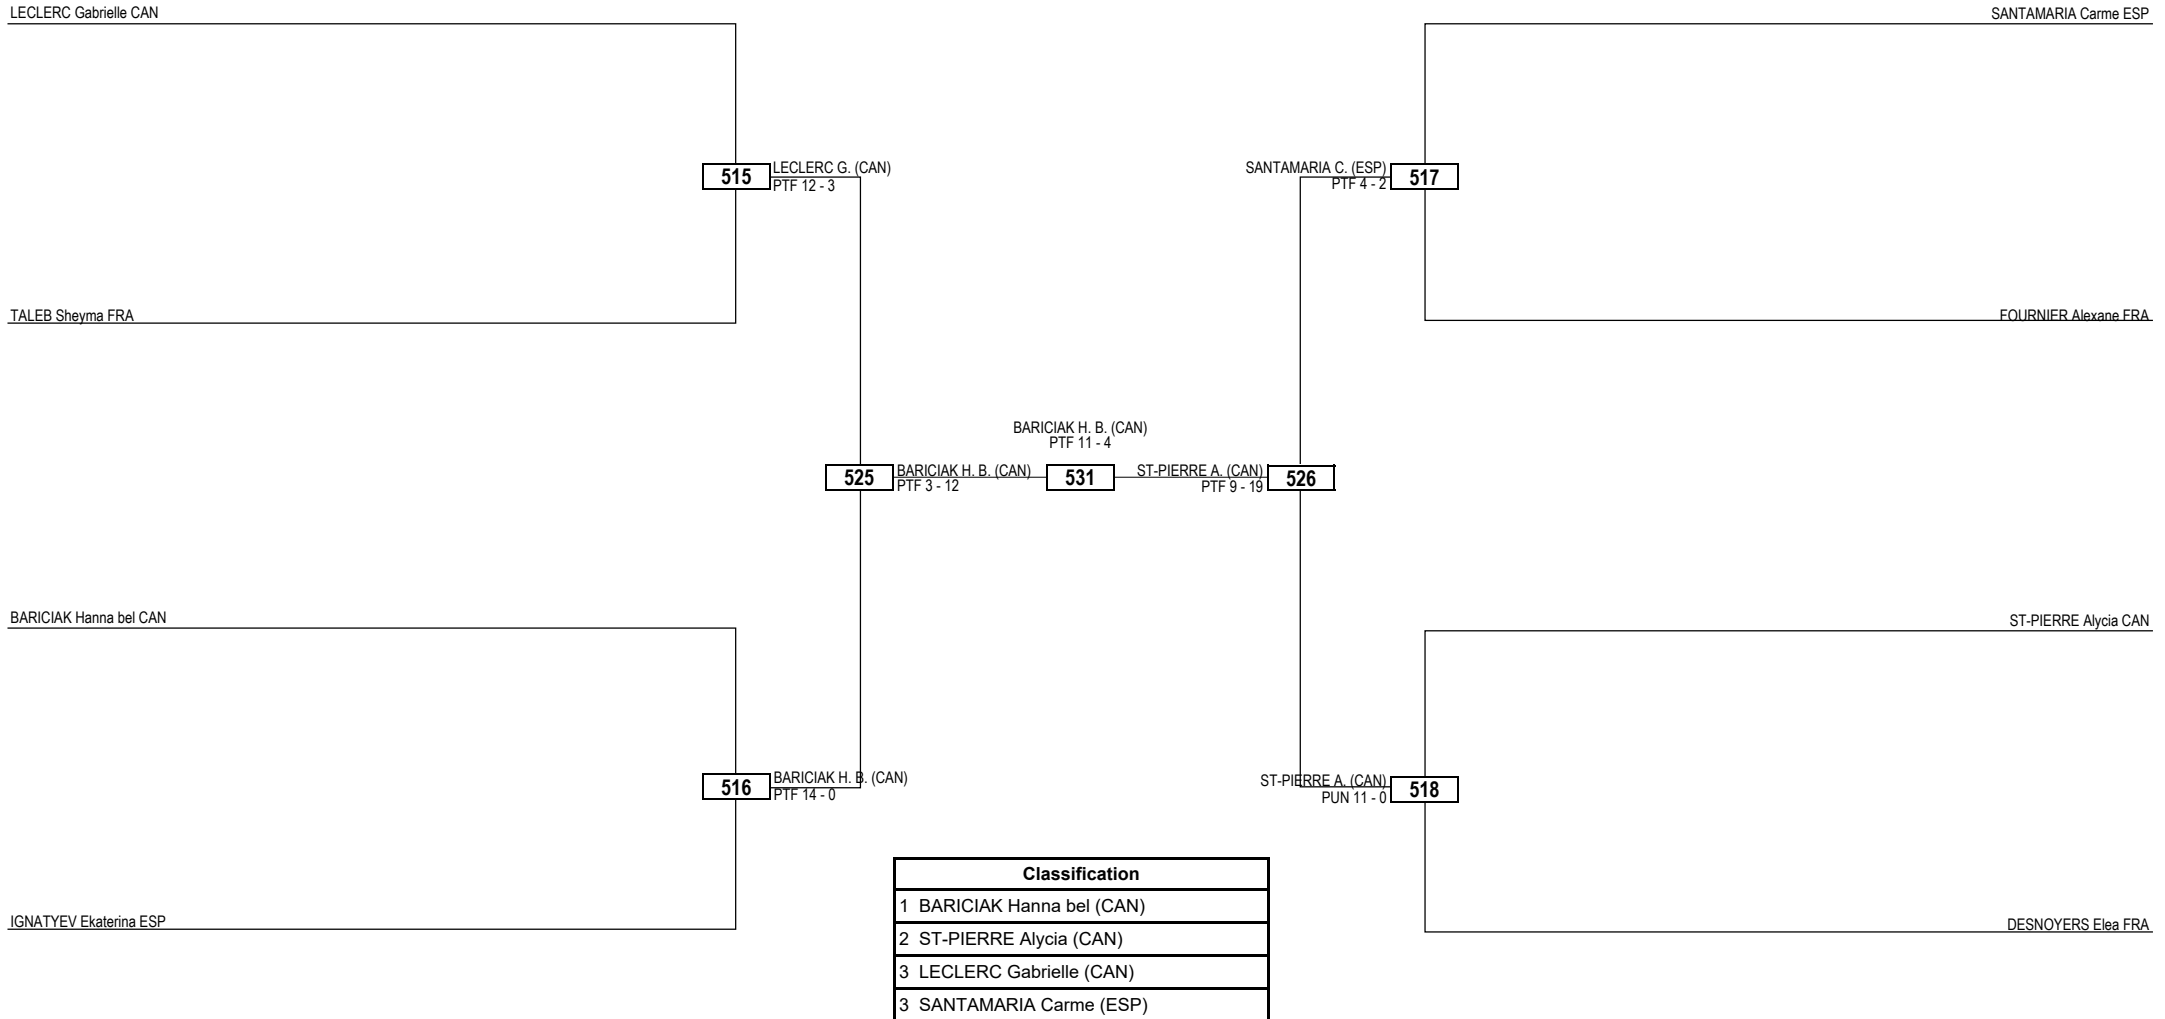 LECLERC Gabrielle CAN
SANTAMARIA Carme ESP
515
LECLERC G. (CAN)
PTF 12 - 3
SANTAMARIA C. (ESP)
PTF 4 - 2
517
TALEB Sheyma FRA
FOURNIER Alexane FRA
BARICIAK H. B. (CAN)
PTF 11 - 4
525
BARICIAK H. B. (CAN)
PTF 3 - 12
531
ST-PIERRE A. (CAN)
PTF 9 - 19
526
BARICIAK Hanna bel CAN
ST-PIERRE Alycia CAN
516
BARICIAK H. B. (CAN)
PTF 14 - 0
ST-PIERRE A. (CAN)
PUN 11 - 0
518
IGNATYEV Ekaterina ESP
DESNOYERS Elea FRA
Classification
1 BARICIAK Hanna bel (CAN)
2 ST-PIERRE Alycia (CAN)
3 LECLERC Gabrielle (CAN)
3 SANTAMARIA Carme (ESP)